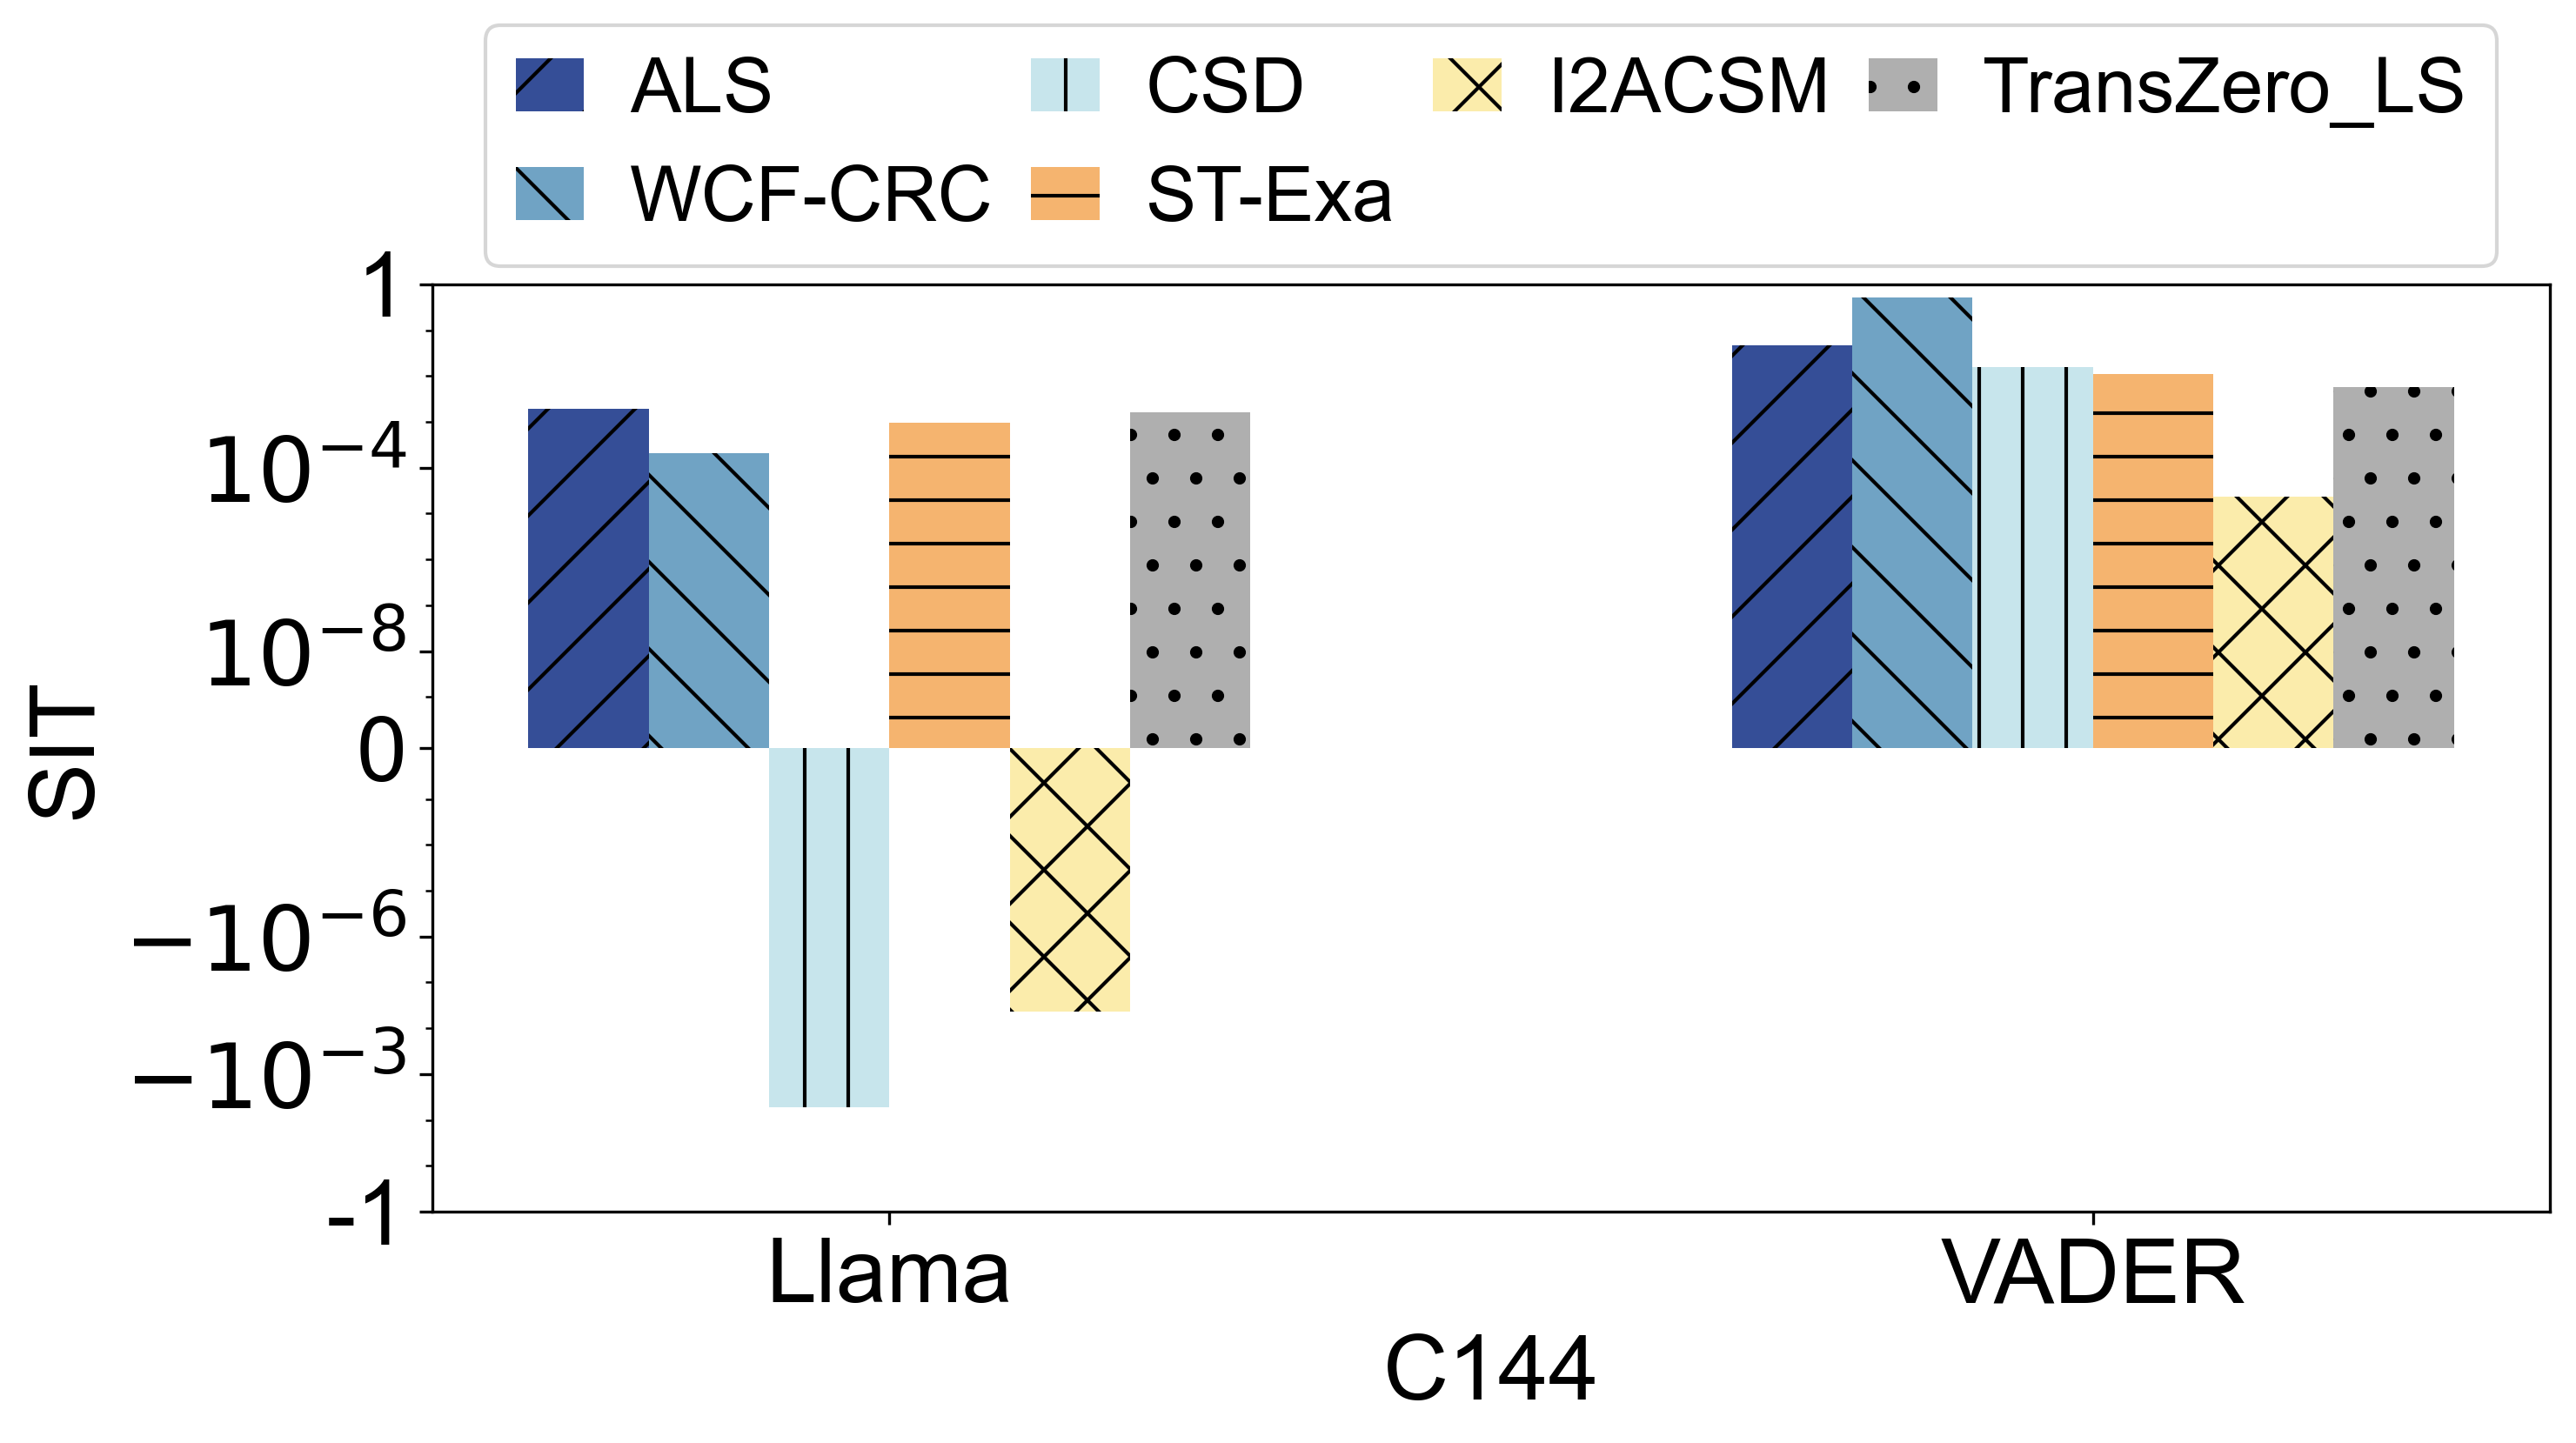 ALS CSD I2ACSM TransZero_LS
WCF-CRC ST-Exa
1
10⁻⁴
10⁻⁸
0
−10⁻⁶
−10⁻³
-1
SIT
Llama VADER
C144